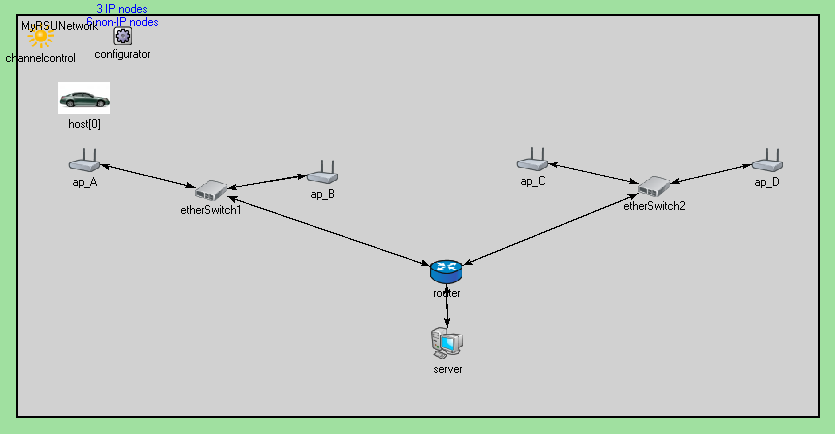 3 IP nodes
6 non-IP nodes
MyRSUNetwork
channelcontrol
configurator
host[0]
ap_A
ap_B
ap_C
ap_D
etherSwitch1
etherSwitch2
router
server